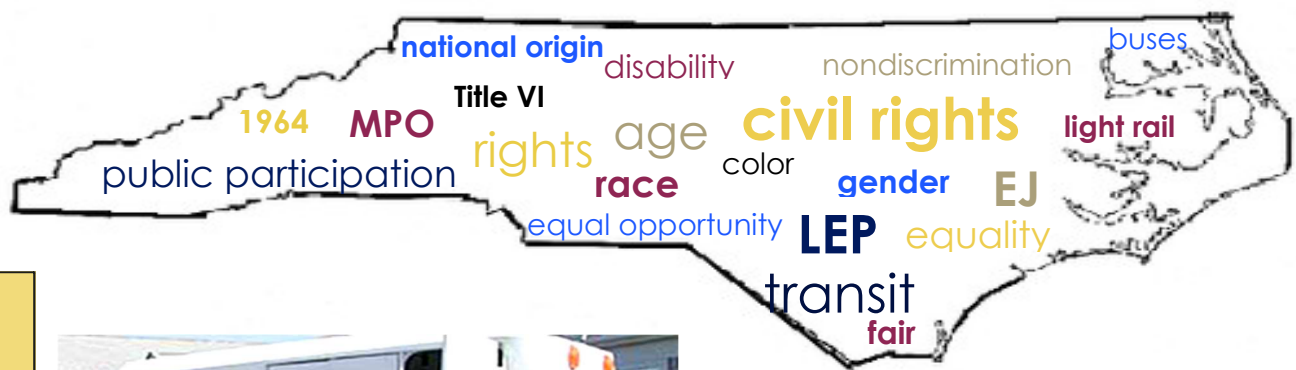 national origin
buses
disability
nondiscrimination
Title VI
1964
MPO
civil rights
light rail
rights
age
color
public participation
race
gender
EJ
equal opportunity
LEP
equality
transit
fair